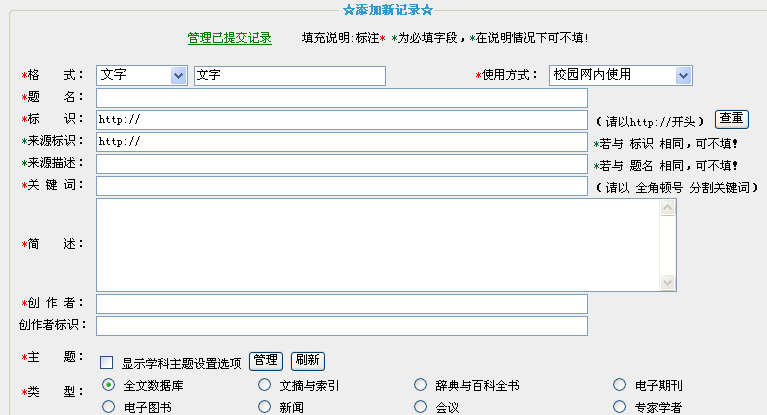 ☆添加新记录☆
管理已提交记录 填充说明:标注* *为必填字段,*在说明情况下可不填!
*格 式: 文字 文字 *使用方式: 校园网内使用
*题 名:
*标 识: http:// (请以http://开头) 查重
*来源标识: http:// *若与 标识 相同,可不填!
*来源描述: *若与 题名 相同,可不填!
*关 键 词: (请以 全角顿号 分割关键词)
*简 述:
*创 作 者:
创作者标识:
*主 题: 显示学科主题设置选项 管理 刷新
*类 型: 全文数据库 文摘与索引 辞典与百科全书 电子期刊
电子图书 新闻 会议 专家学者